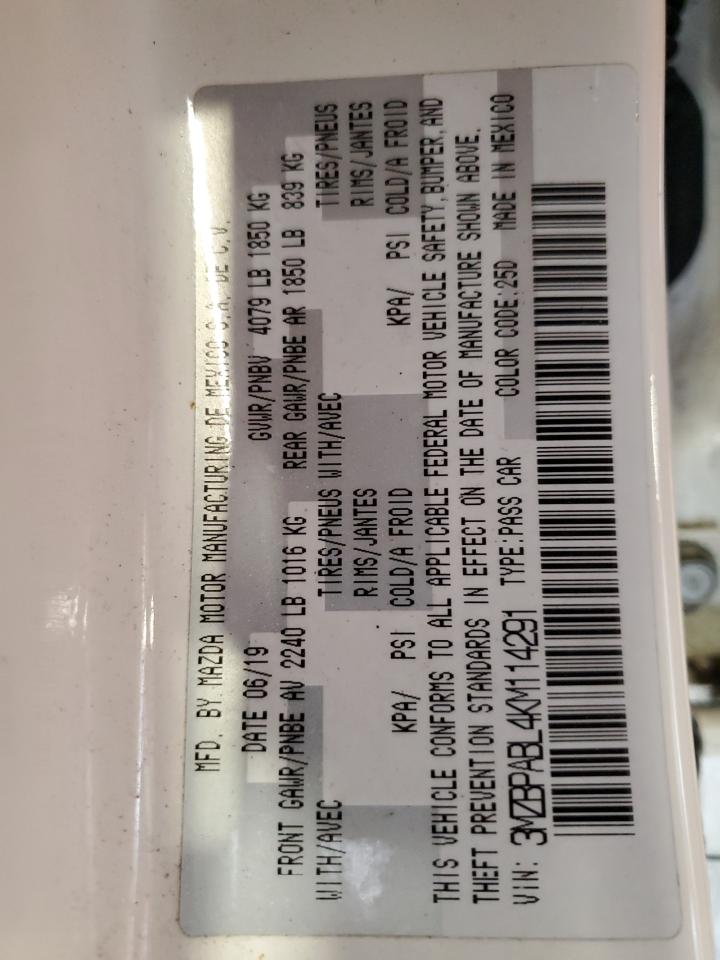 MFD. BY MAZDA MOTOR MANUFACTURING DE MEXICO S.A. DE C.V.
DATE 06/19 GVWR/PNBV 4079 LB 1850 KG
FRONT GAWR/PNBE AV 2240 LB 1016 KG REAR GAWR/PNBE AR 1850 LB 839 KG
WITH/AVEC TIRES/PNEUS WITH/AVEC TIRES/PNEUS
RIMS/JANTES RIMS/JANTES
KPA/ PSI COLD/A FROID KPA/ PSI COLD/A FROID
THIS VEHICLE CONFORMS TO ALL APPLICABLE FEDERAL MOTOR VEHICLE SAFETY,BUMPER,AND
THEFT PREVENTION STANDARDS IN EFFECT ON THE DATE OF MANUFACTURE SHOWN ABOVE.
VIN: 3MZBPABL4KM114291 TYPE:PASS CAR COLOR CODE:25D MADE IN MEXICO